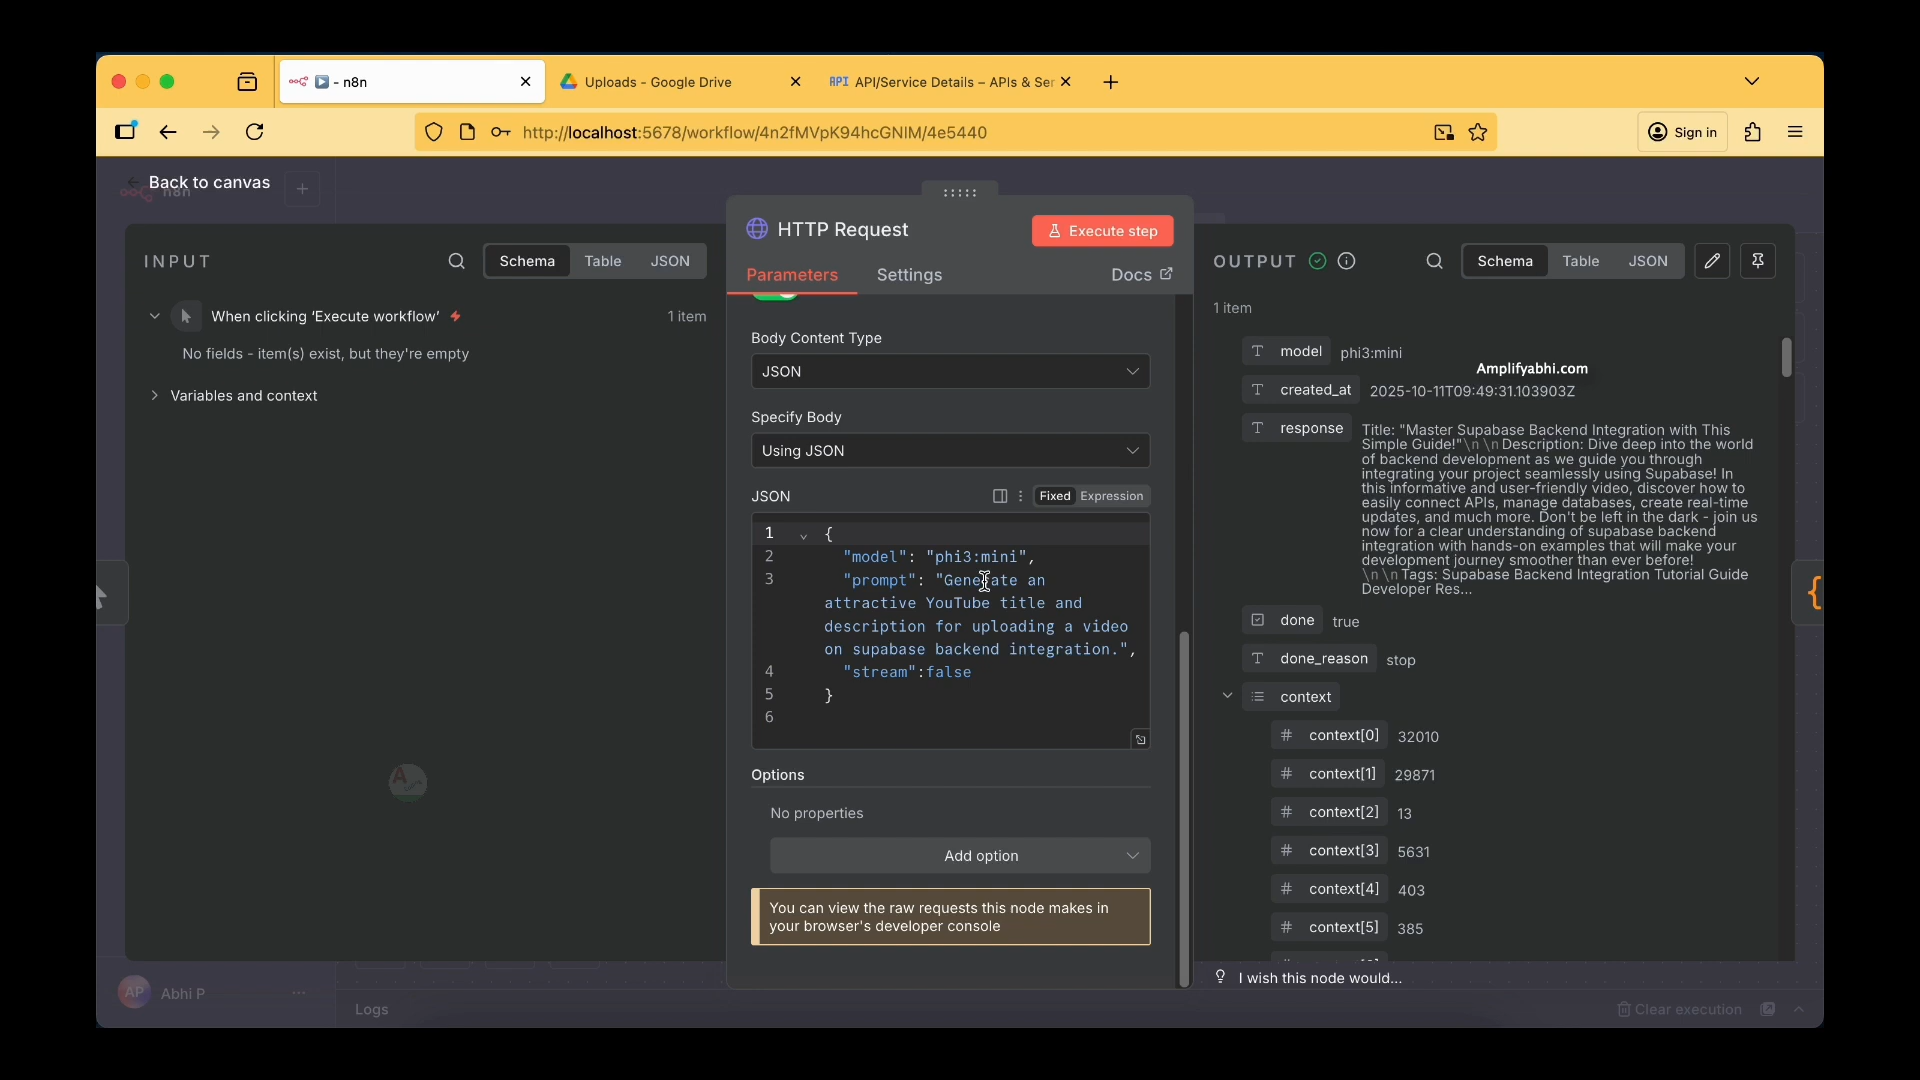 - n8n
Uploads - Google Drive
API API/Service Details – APIs & Ser
http://localhost:5678/workflow/4n2fMVpK94hcGNIM/4e5440
Sign in
Back to canvas
n8n
HTTP Request
Execute step
Parameters
Settings
Docs
INPUT
Schema
Table
JSON
When clicking ‘Execute workflow’
1 item
No fields - item(s) exist, but they're empty
Variables and context
Body Content Type
JSON
Specify Body
Using JSON
JSON
Fixed
Expression
1 {
2 "model": "phi3:mini",
3 "prompt": "Generate an
attractive YouTube title and
description for uploading a video
on supabase backend integration.",
4 "stream":false
5 }
6
Options
No properties
Add option
You can view the raw requests this node makes in
your browser's developer console
OUTPUT
Schema
Table
JSON
1 item
T model phi3:mini
Amplifyabhi.com
T created_at 2025-10-11T09:49:31.103903Z
T response Title: "Master Supabase Backend Integration with This
Simple Guide!"\n\nDescription: Dive deep into the world
of backend development as we guide you through
integrating your project seamlessly using Supabase! In
this informative and user-friendly video, discover how to
easily connect APIs, manage databases, create real-time
updates, and much more. Don't be left in the dark - join us
now for a clear understanding of supabase backend
integration with hands-on examples that will make your
development journey smoother than ever before!
\n\nTags: Supabase Backend Integration Tutorial Guide
Developer Res...
done true
T done_reason stop
context
# context[0] 32010
# context[1] 29871
# context[2] 13
# context[3] 5631
# context[4] 403
# context[5] 385
I wish this node would...
AP Abhi P
Logs
Clear execution